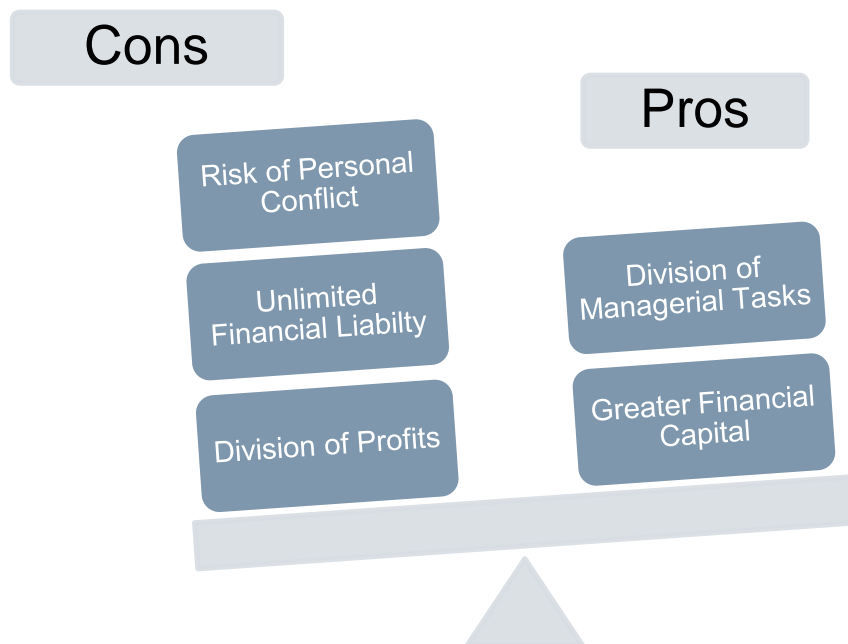 Cons
Pros
Risk of Personal
Conflict
Unlimited
Financial Liabilty
Division of Profits
Division of
Managerial Tasks
Greater Financial
Capital